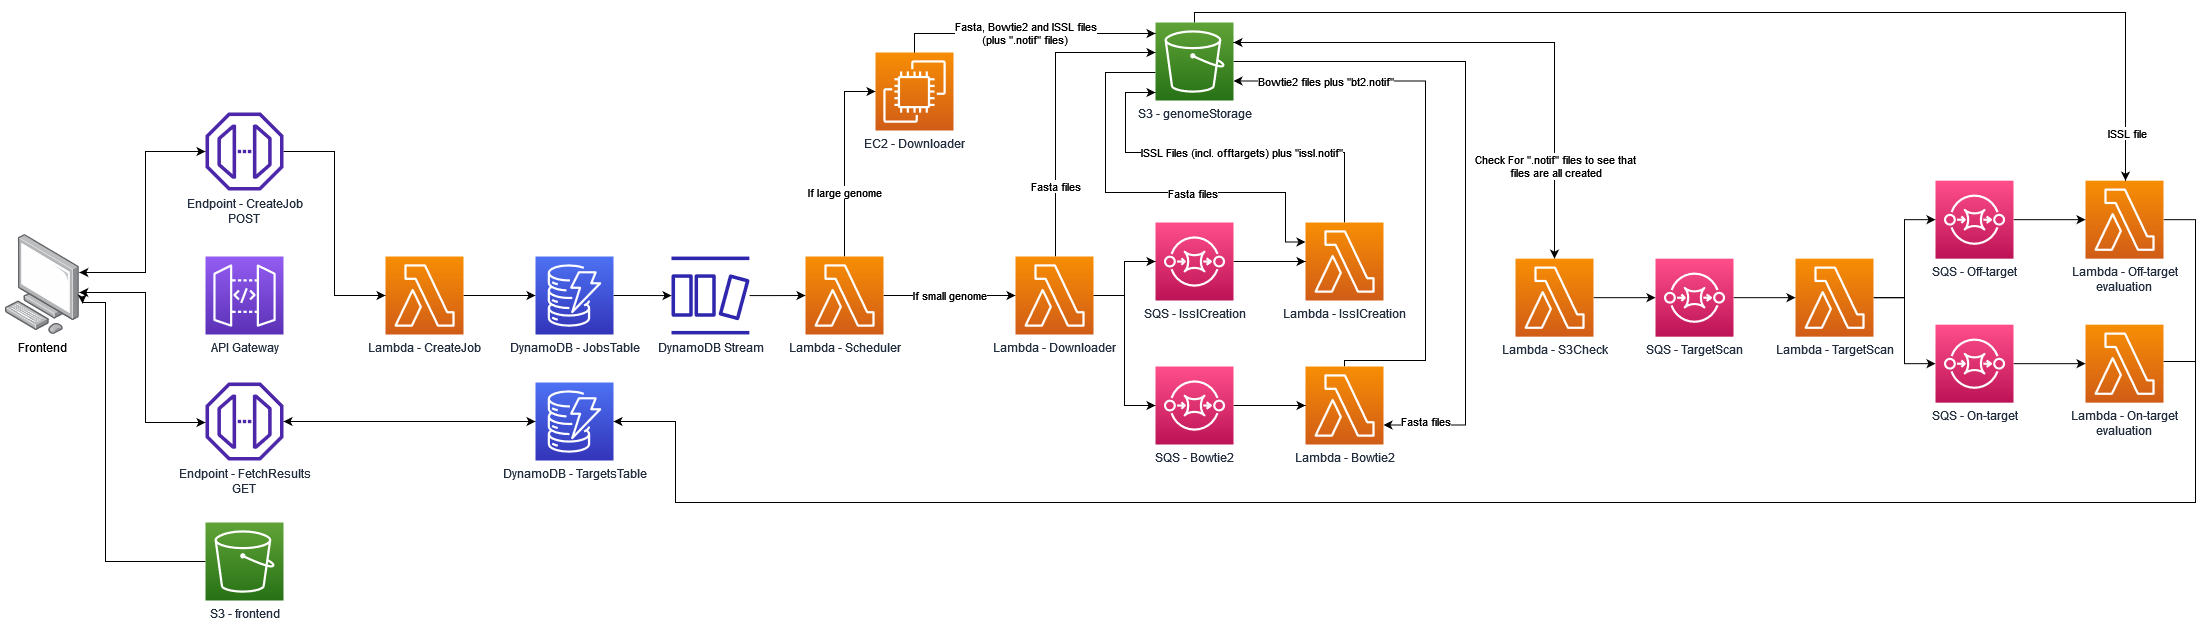 Fasta, Bowtie2 and ISSL files
(plus ".notif" files)
S3 - genomeStorage
Bowtie2 files plus "bt2.notif"
EC2 - Downloader
ISSL file
ISSL Files (incl. offtargets) plus "issl.notif"
Check For ".notif" files to see that
files are all created
If large genome
Fasta files
Fasta files
Endpoint - CreateJob
POST
Frontend
API Gateway
Lambda - CreateJob
DynamoDB - JobsTable
DynamoDB Stream
Lambda - Scheduler
If small genome
Lambda - Downloader
SQS - IsslCreation
Lambda - IsslCreation
Lambda - S3Check
SQS - TargetScan
Lambda - TargetScan
SQS - Off-target
Lambda - Off-target
evaluation
SQS - On-target
Lambda - On-target
evaluation
Fasta files
SQS - Bowtie2
Lambda - Bowtie2
Endpoint - FetchResults
GET
DynamoDB - TargetsTable
S3 - frontend